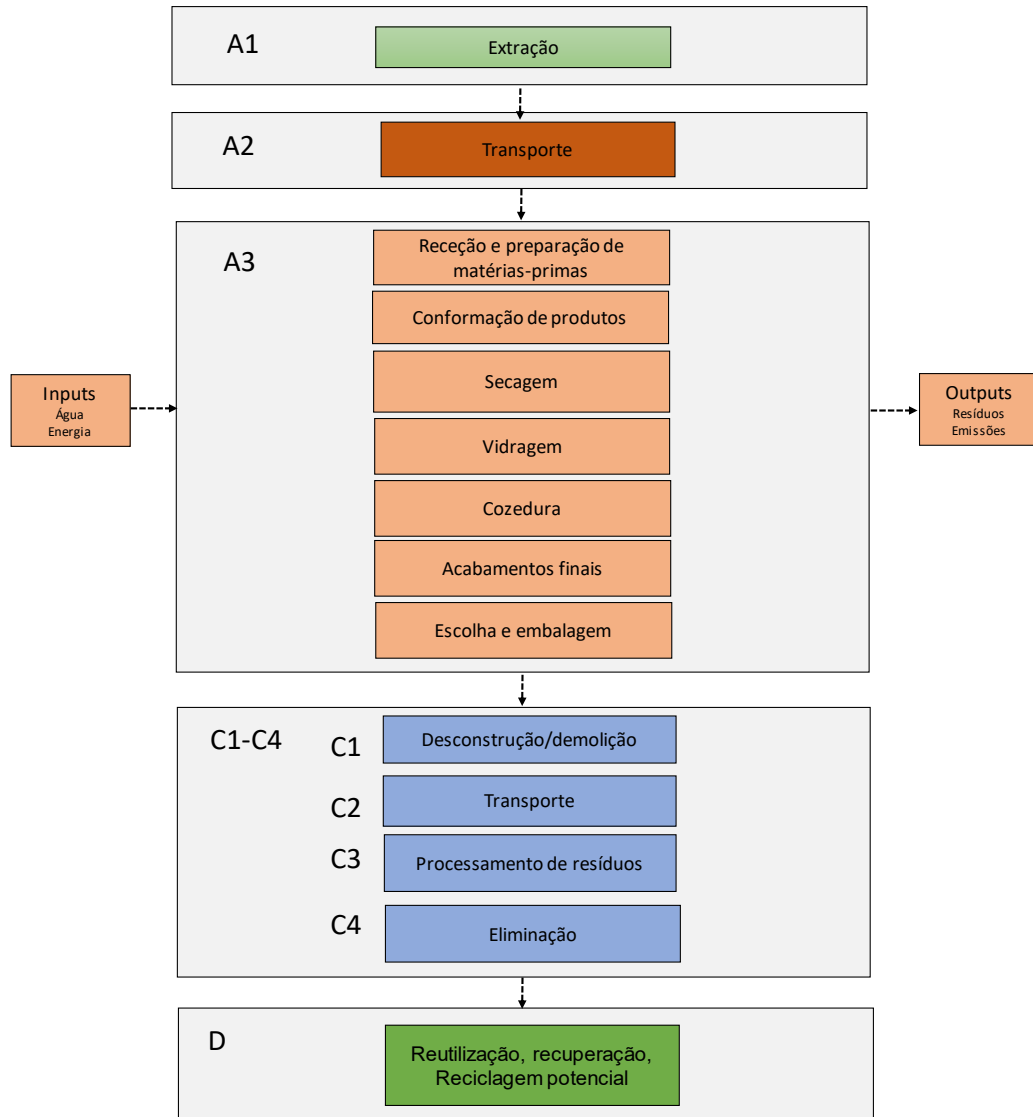 A1
Extração
A2
Transporte
A3
Receção e preparação de
matérias-primas
Conformação de produtos
Secagem
Inputs
Água
Energia
Outputs
Resíduos
Emissões
Vidragem
Cozedura
Acabamentos finais
Escolha e embalagem
C1-C4
C1
Desconstrução/demolição
C2
Transporte
C3
Processamento de resíduos
C4
Eliminação
D
Reutilização, recuperação,
Reciclagem potencial